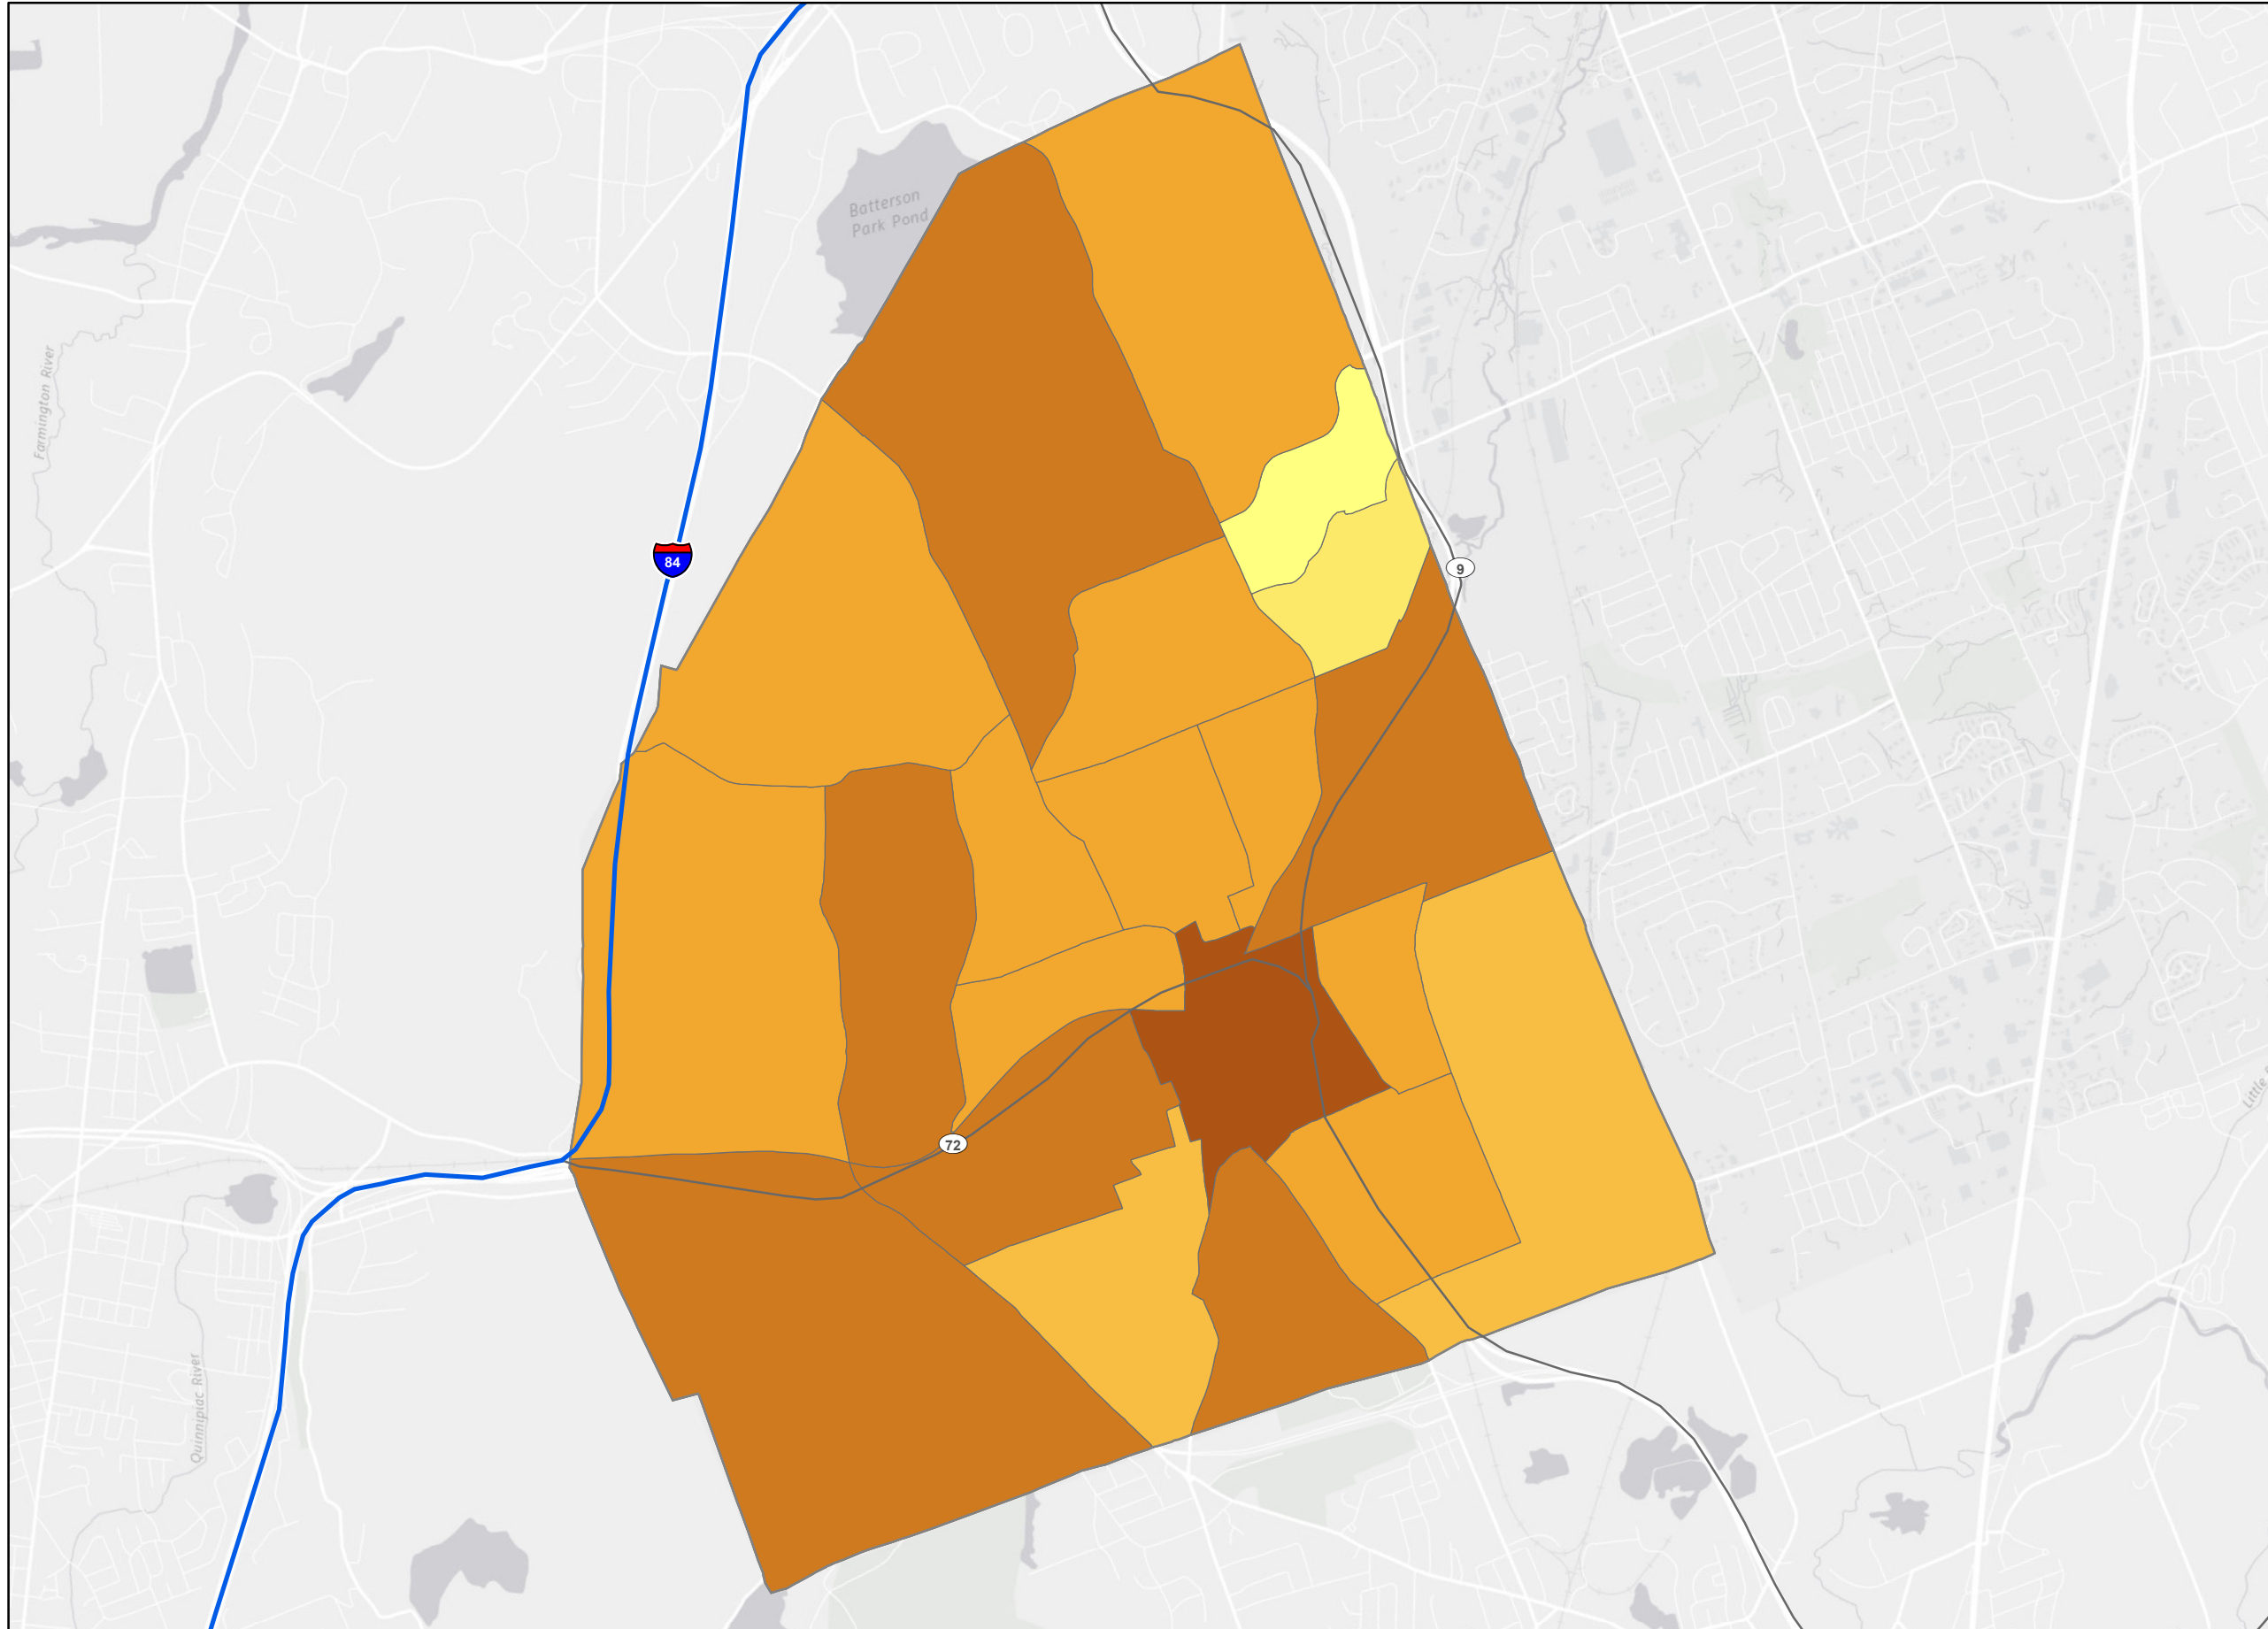 Batterson
Park Pond
Farmington River
84
9
72
Quinnipiac River
Little